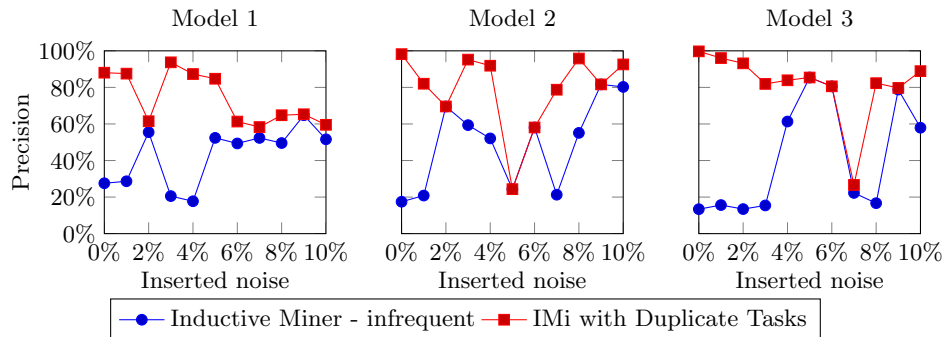 Model 1 Model 2 Model 3
100%
80%
60%
40%
20%
0%
Precision
0% 2% 4% 6% 8% 10% 0% 2% 4% 6% 8% 10% 0% 2% 4% 6% 8% 10%
Inserted noise Inserted noise Inserted noise
Inductive Miner - infrequent IMi with Duplicate Tasks